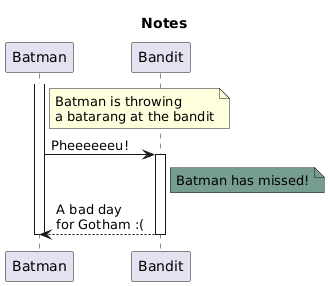 Notes
Batman
Bandit
Batman is throwing
a batarang at the bandit
Pheeeeeeu!
Batman has missed!
A bad day
for Gotham :(
Batman
Bandit